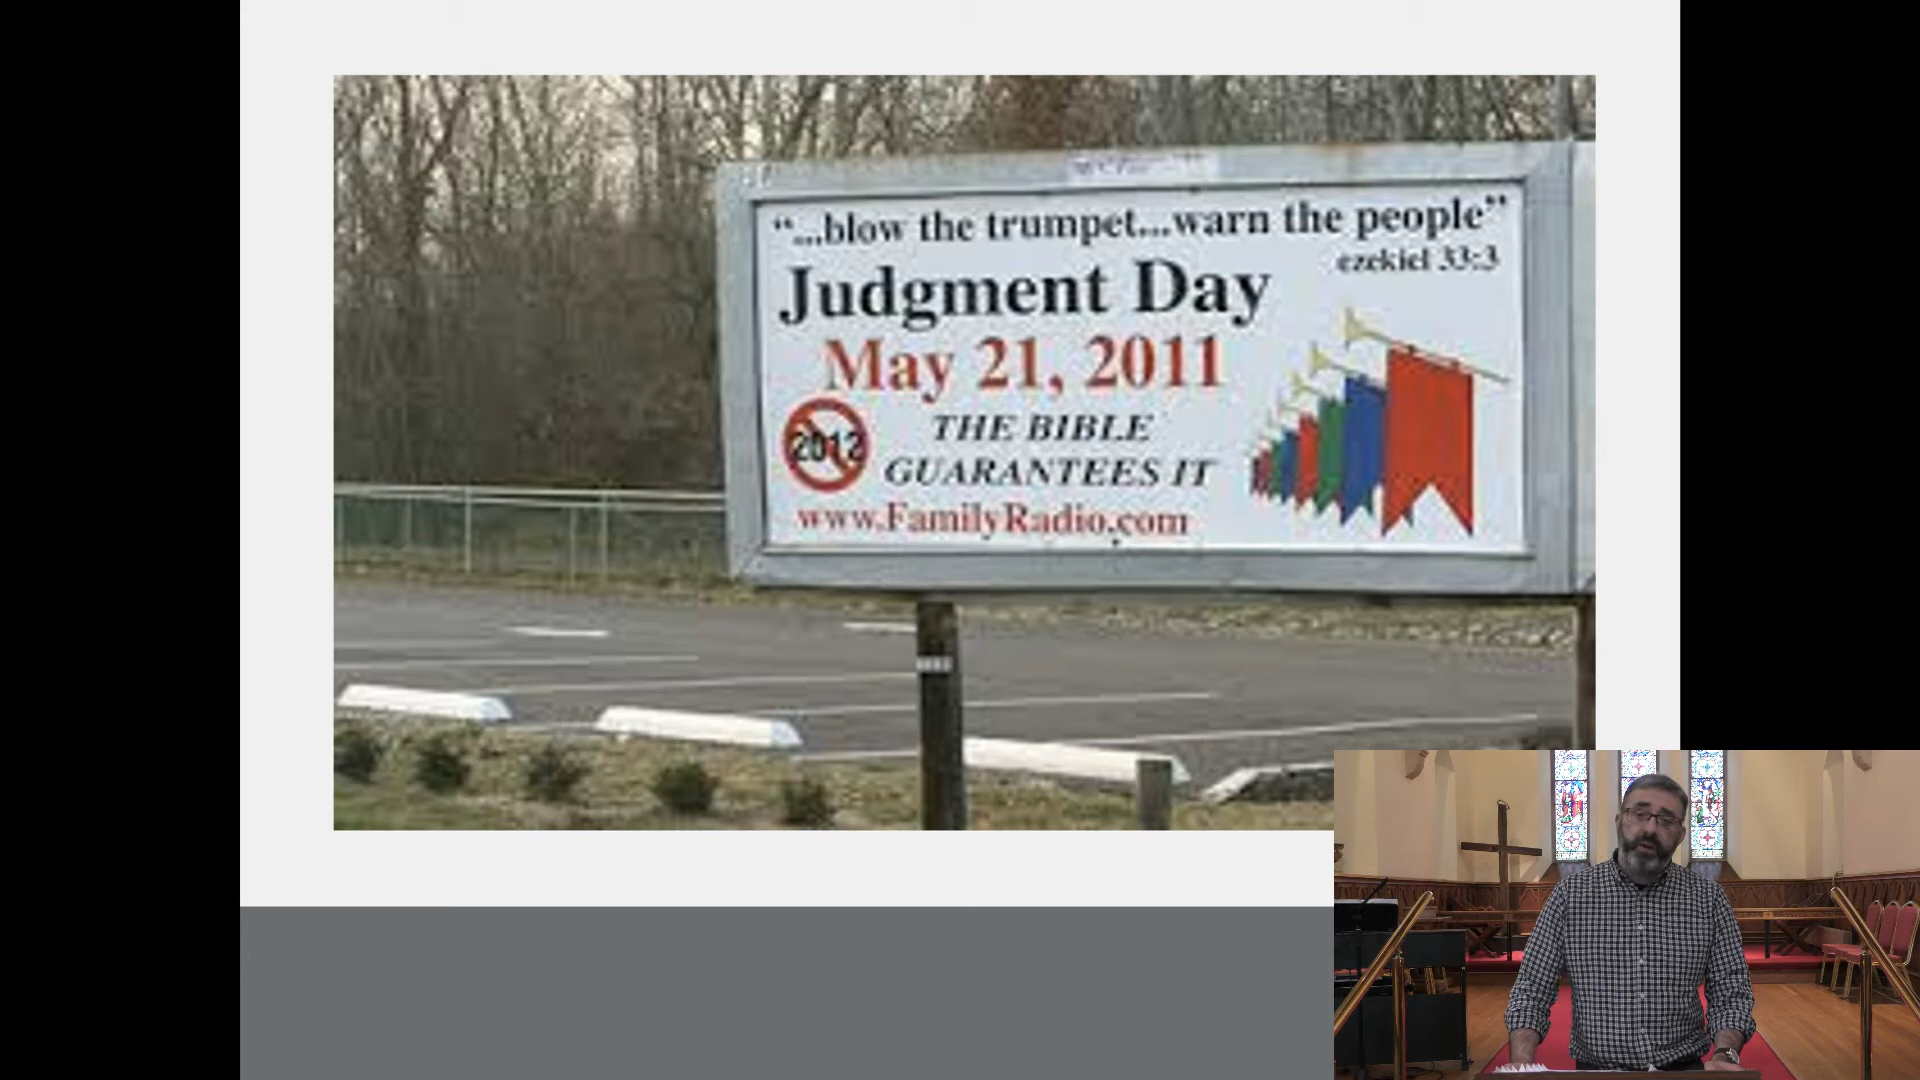 “...blow the trumpet...warn the people”
ezekiel 33:3
Judgment Day
May 21, 2011
2012
THE BIBLE
GUARANTEES IT
www.FamilyRadio.com